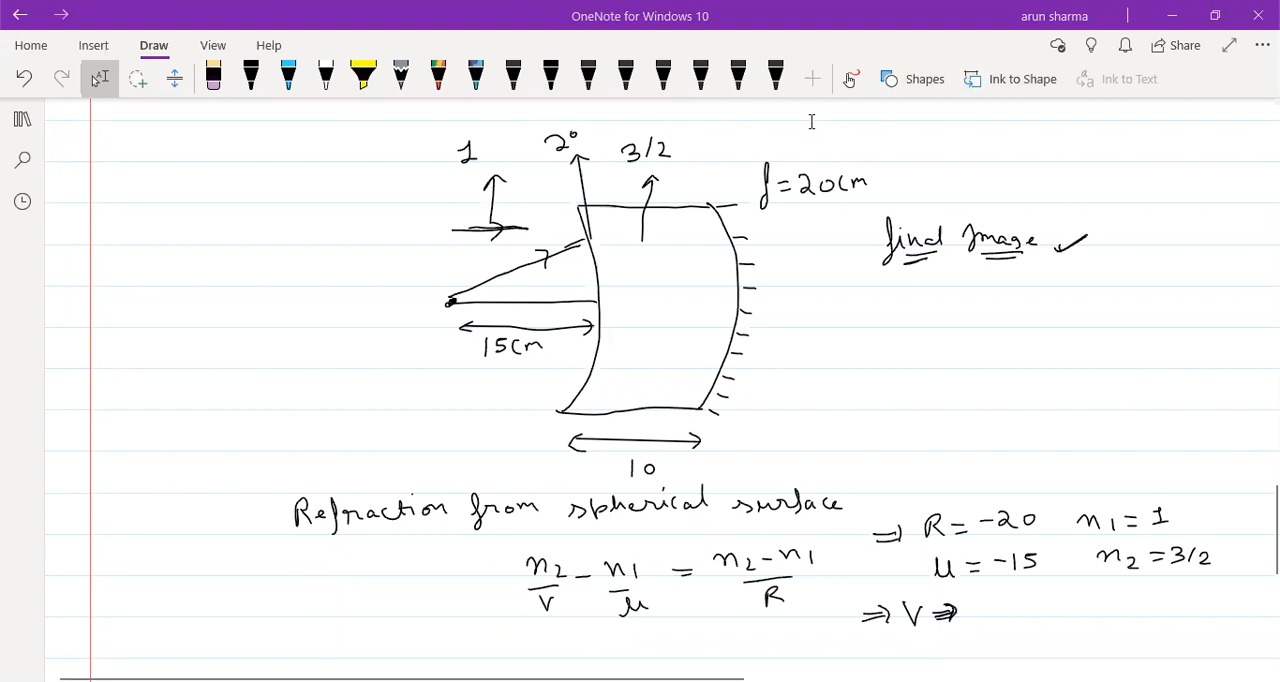 OneNote for Windows 10
arun sharma
Home Insert Draw View Help
Share
Shapes
Ink to Shape
Ink to Text
1
20
3/2
f = 20cm
find Image ✓
15cm
10
Refraction from spherical surface
n2/v - n1/u = n2-n1/R
⇒ R = -20 n1 = 1
u = -15 n2 = 3/2
⇒ V ⇒